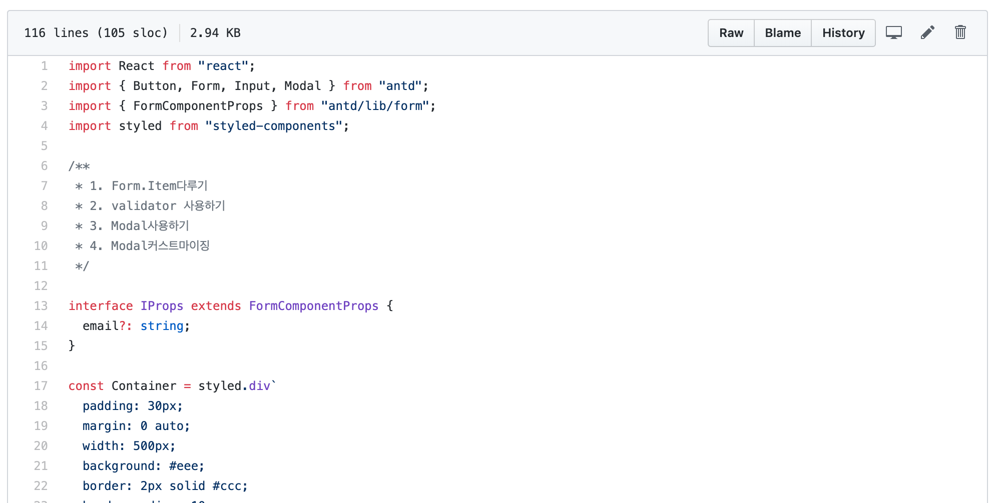 116 lines (105 sloc) 2.94 KB Raw Blame History
1 import React from "react";
2 import { Button, Form, Input, Modal } from "antd";
3 import { FormComponentProps } from "antd/lib/form";
4 import styled from "styled-components";
5
6 /**
7  * 1. Form.Item다루기
8  * 2. validator 사용하기
9  * 3. Modal사용하기
10  * 4. Modal커스트마이징
11  */
12
13 interface IProps extends FormComponentProps {
14   email?: string;
15 }
16
17 const Container = styled.div`
18   padding: 30px;
19   margin: 0 auto;
20   width: 500px;
21   background: #eee;
22   border: 2px solid #ccc;